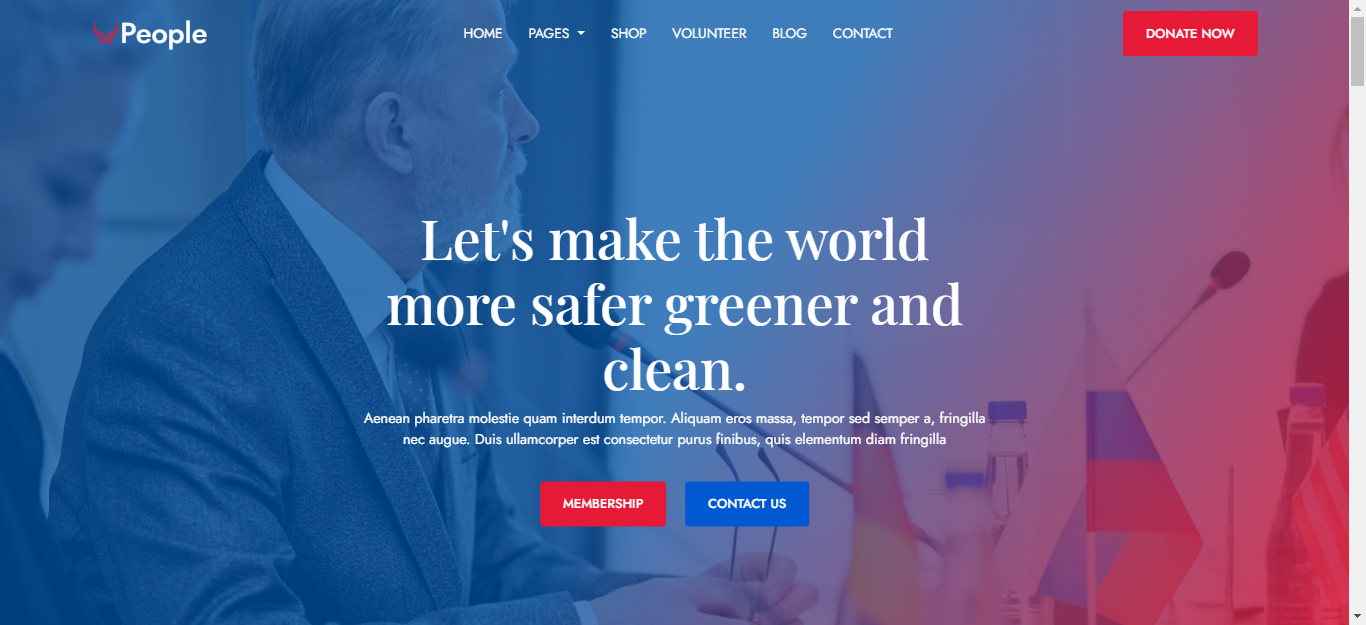 People
HOME PAGES SHOP VOLUNTEER BLOG CONTACT
DONATE NOW
Let's make the world
more safer greener and
clean.
Aenean pharetra molestie quam interdum tempor. Aliquam eros massa, tempor sed semper a, fringilla
nec augue. Duis ullamcorper est consectetur purus finibus, quis elementum diam fringilla
MEMBERSHIP
CONTACT US